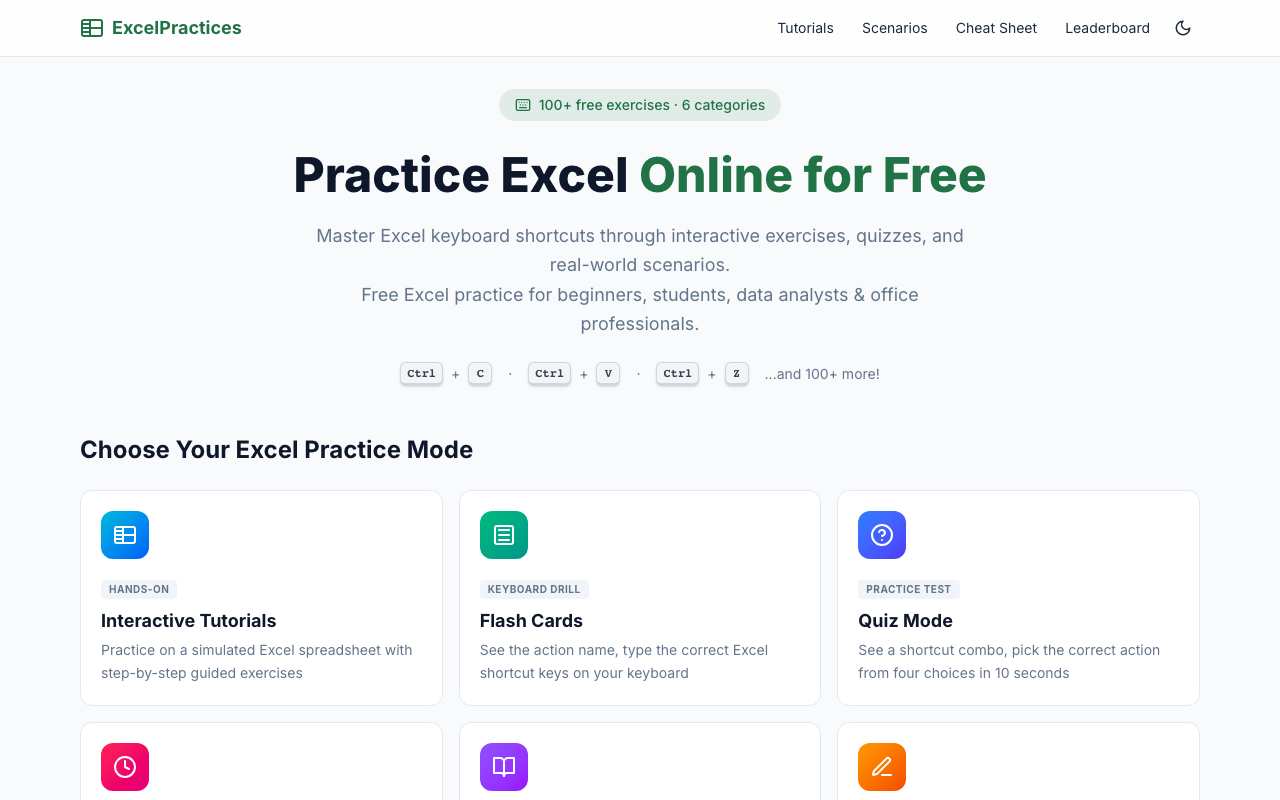 ExcelPractices
Tutorials
Scenarios
Cheat Sheet
Leaderboard
100+ free exercises · 6 categories
Practice Excel Online for Free
Master Excel keyboard shortcuts through interactive exercises, quizzes, and
real-world scenarios.
Free Excel practice for beginners, students, data analysts & office
professionals.
Ctrl + C · Ctrl + V · Ctrl + Z ...and 100+ more!
Choose Your Excel Practice Mode
HANDS-ON
Interactive Tutorials
Practice on a simulated Excel spreadsheet with
step-by-step guided exercises
KEYBOARD DRILL
Flash Cards
See the action name, type the correct Excel
shortcut keys on your keyboard
PRACTICE TEST
Quiz Mode
See a shortcut combo, pick the correct action
from four choices in 10 seconds